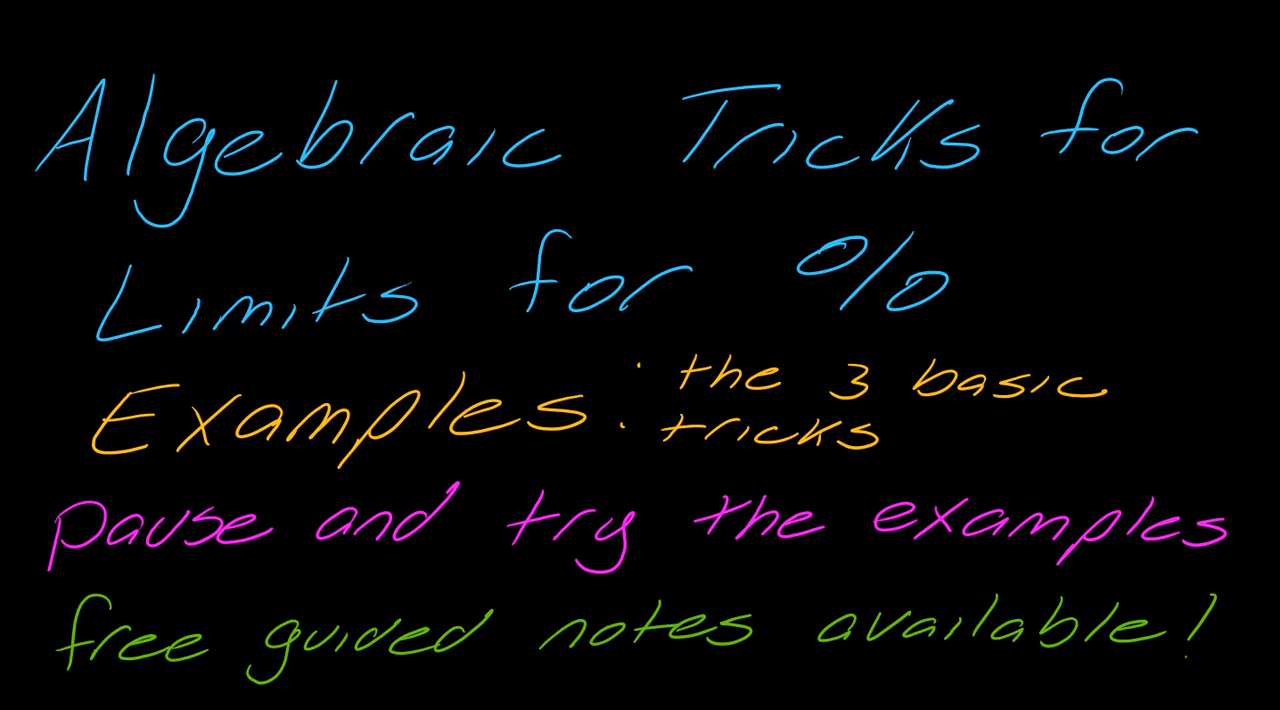 Algebraic Tricks for
Limits for 0/0
Examples: the 3 basic
tricks
pause and try the examples
free guided notes available!